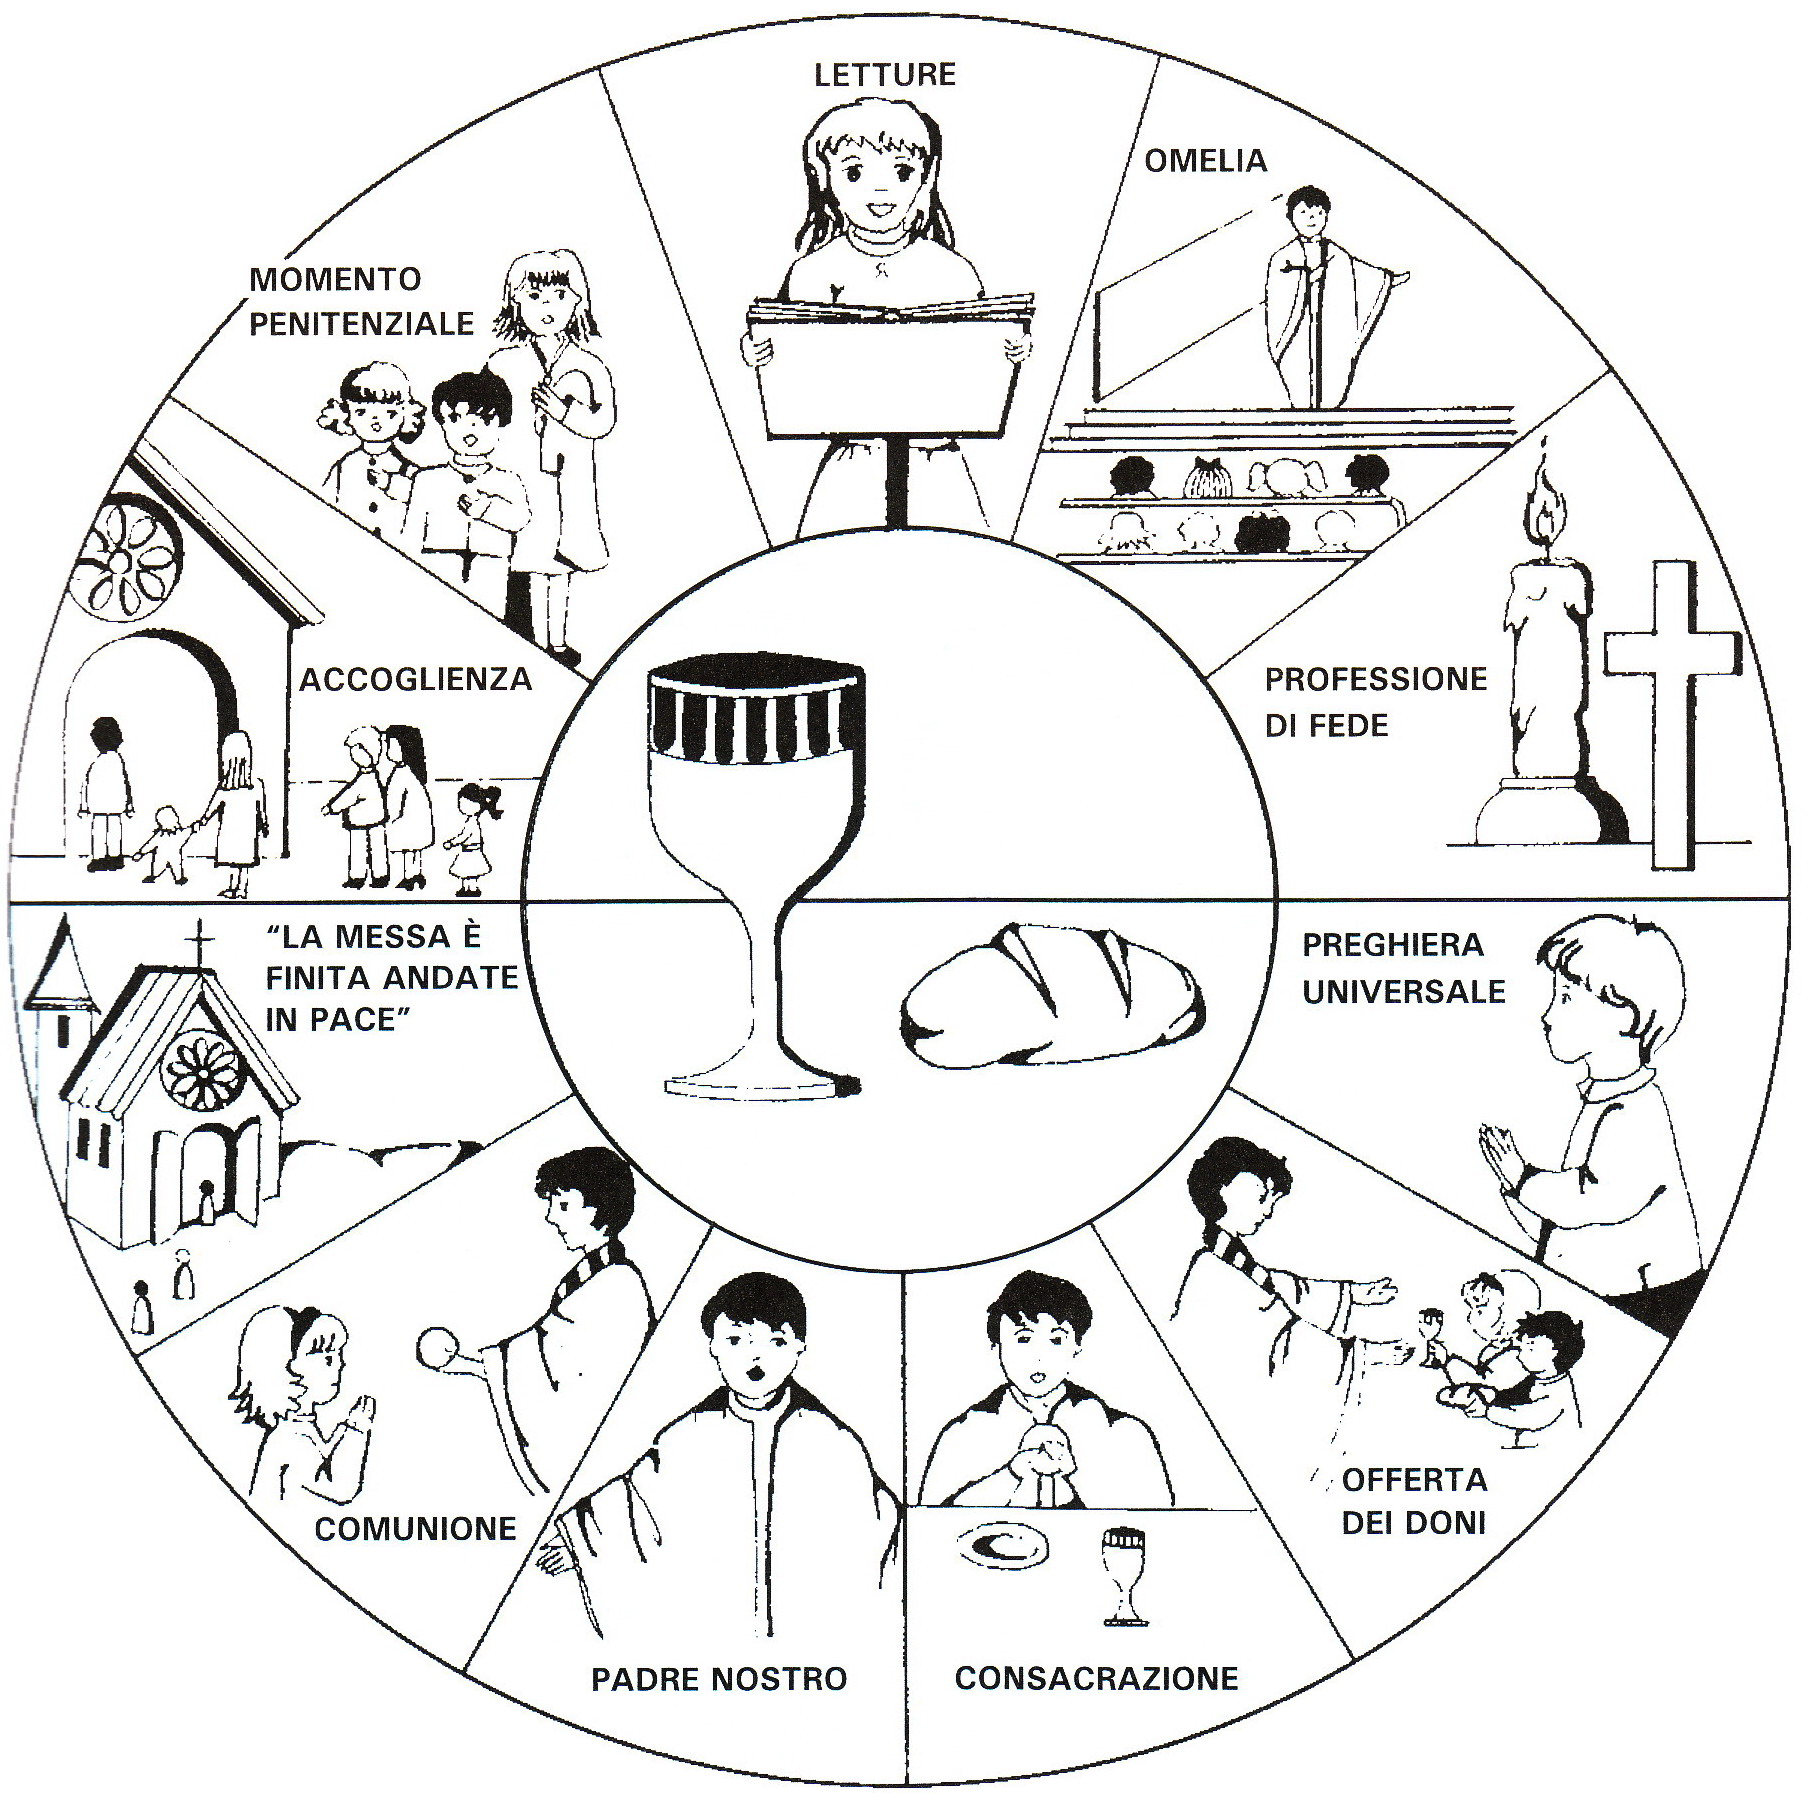 LETTURE
OMELIA
MOMENTO
PENITENZIALE
ACCOGLIENZA
PROFESSIONE
DI FEDE
"LA MESSA È
FINITA ANDATE
IN PACE"
PREGHIERA
UNIVERSALE
OFFERTA
DEI DONI
COMUNIONE
PADRE NOSTRO
CONSACRAZIONE